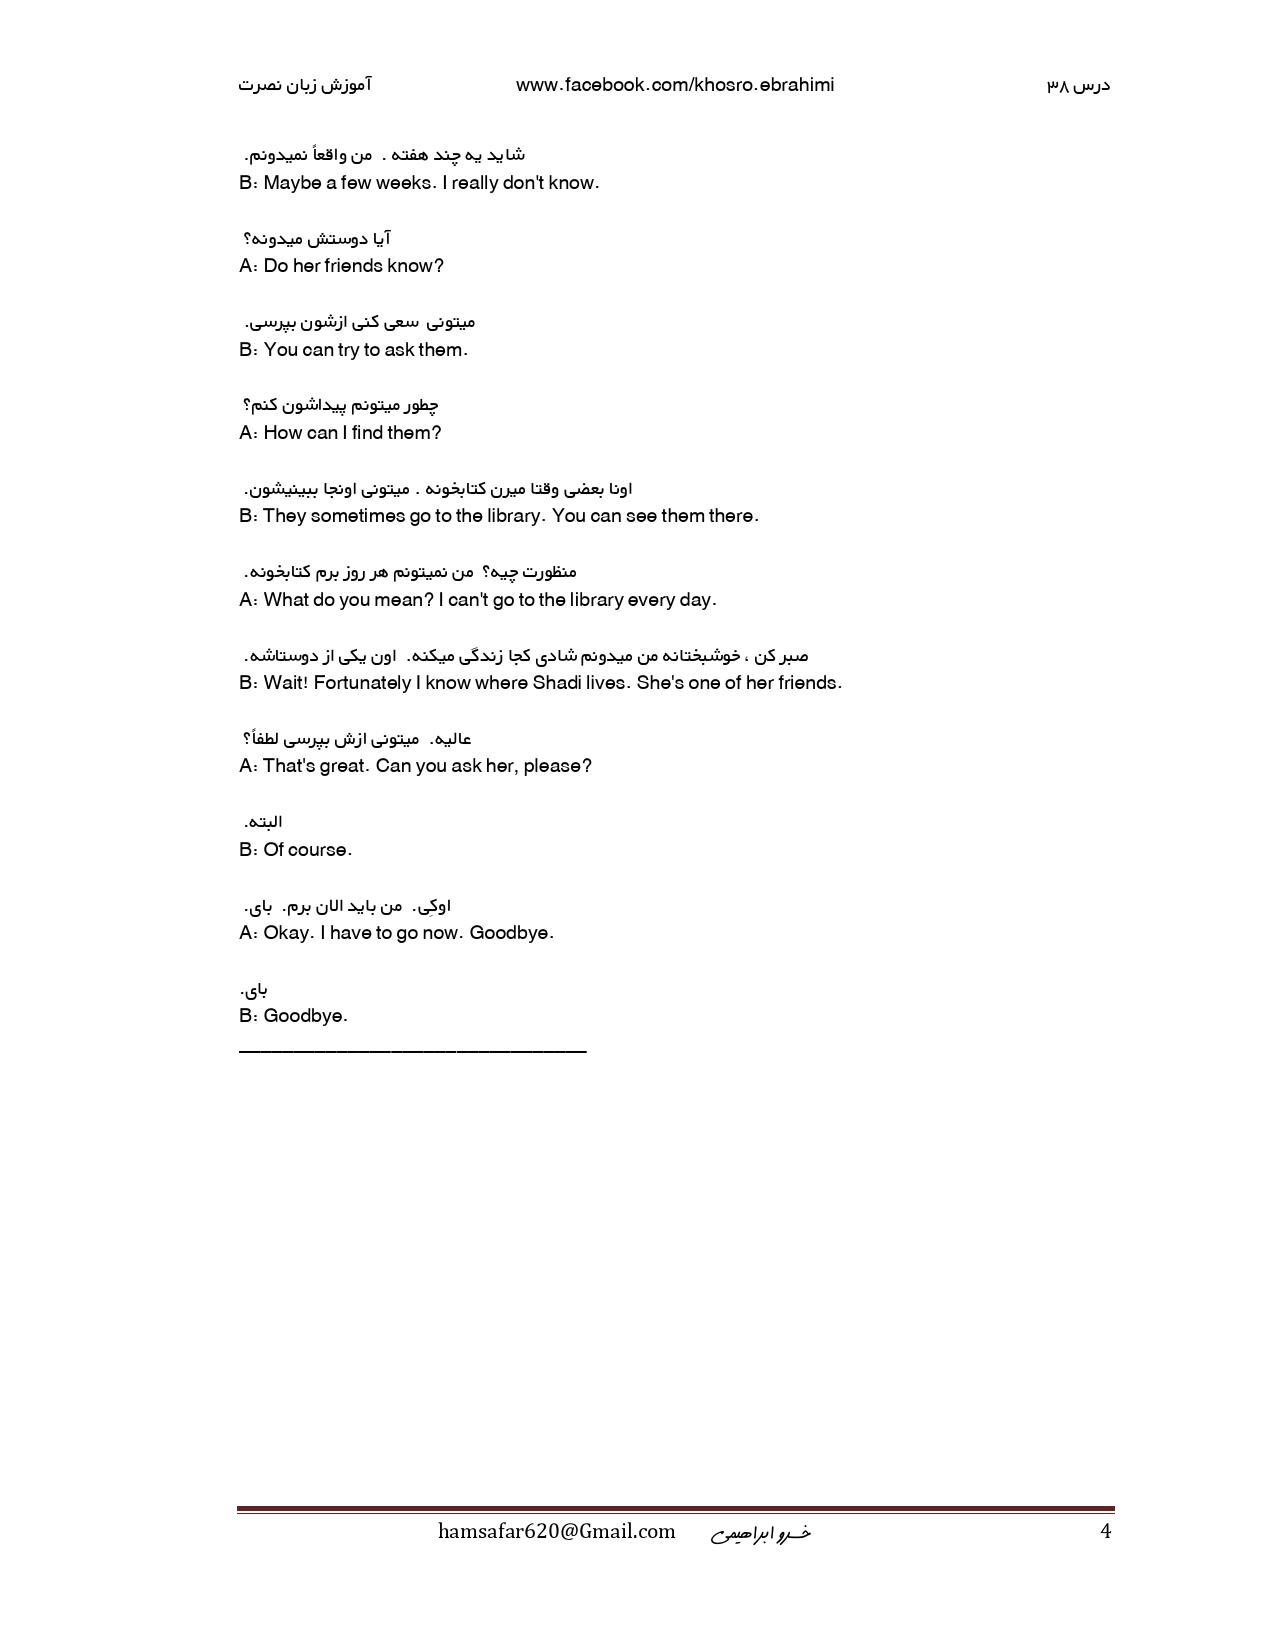 آموزش زبان نصرت www.facebook.com/khosro.ebrahimi درس ۳۸
شاید یه چند هفته . من واقعاً نمیدونم.
B: Maybe a few weeks. I really don't know.
آیا دوستش میدونه؟
A: Do her friends know?
میتونی سعی کنی ازشون بپرسی.
B: You can try to ask them.
چطور میتونم پیداشون کنم؟
A: How can I find them?
اونا بعضی وقتا میرن کتابخونه . میتونی اونجا ببینیشون.
B: They sometimes go to the library. You can see them there.
منظورت چیه؟ من نمیتونم هر روز برم کتابخونه.
A: What do you mean? I can't go to the library every day.
صبر کن ، خوشبختانه من میدونم شادی کجا زندگی میکنه. اون یکی از دوستاشه.
B: Wait! Fortunately I know where Shadi lives. She's one of her friends.
عالیه. میتونی ازش بپرسی لطفاً؟
A: That's great. Can you ask her, please?
البته.
B: Of course.
اوکِی. من باید الان برم. بای.
A: Okay. I have to go now. Goodbye.
بای.
B: Goodbye.
hamsafar620@Gmail.com خسرو ابراهیمی 4